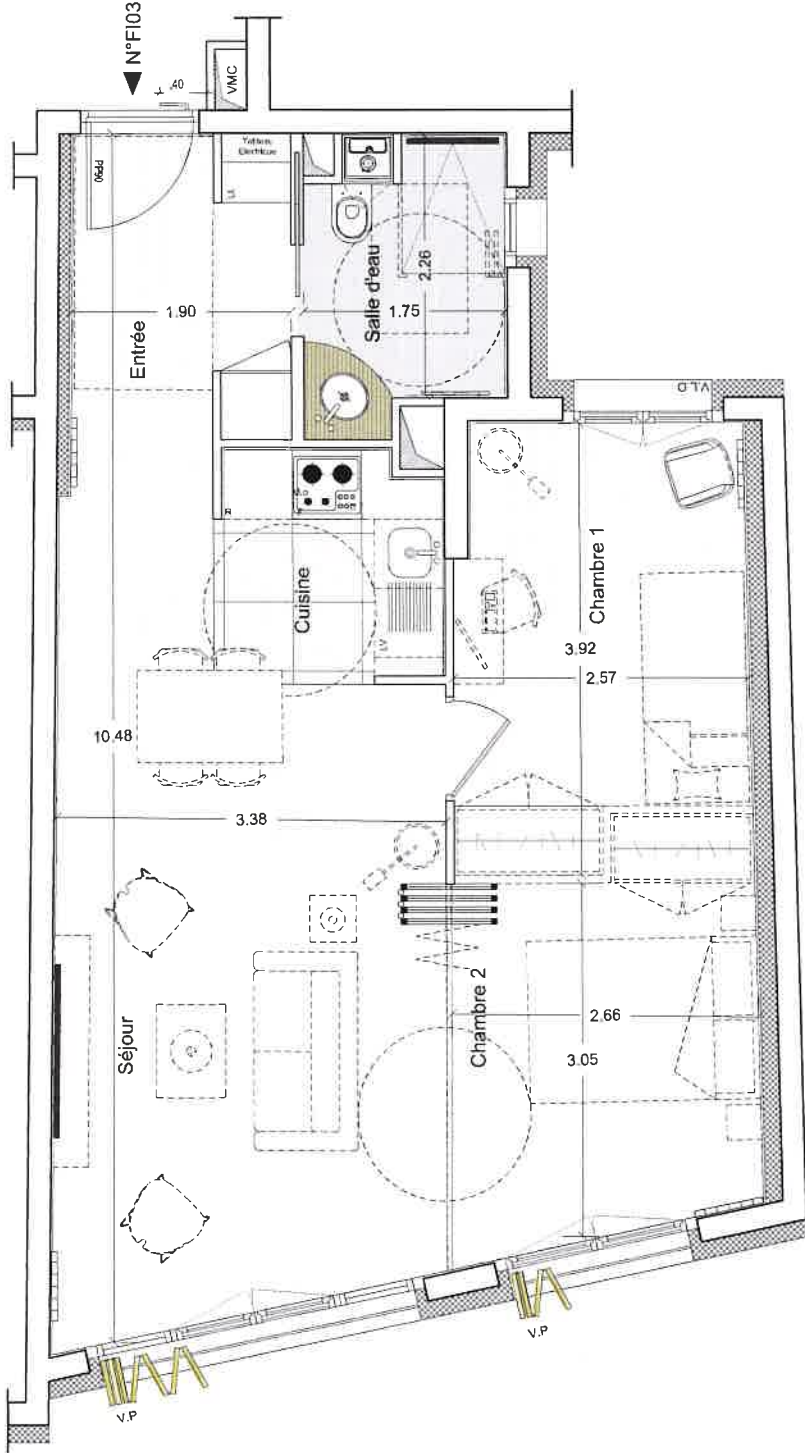 N°FI03
.40
VMC
PP90
Tableau
Electrique
LL
Entrée
1.90
Salle d'eau
2.26
1.75
V.L.D
R
Cuisine
LV
Chambre 1
3.92
2.57
10.48
3.38
Séjour
Chambre 2
2.66
3.05
V.P
V.P